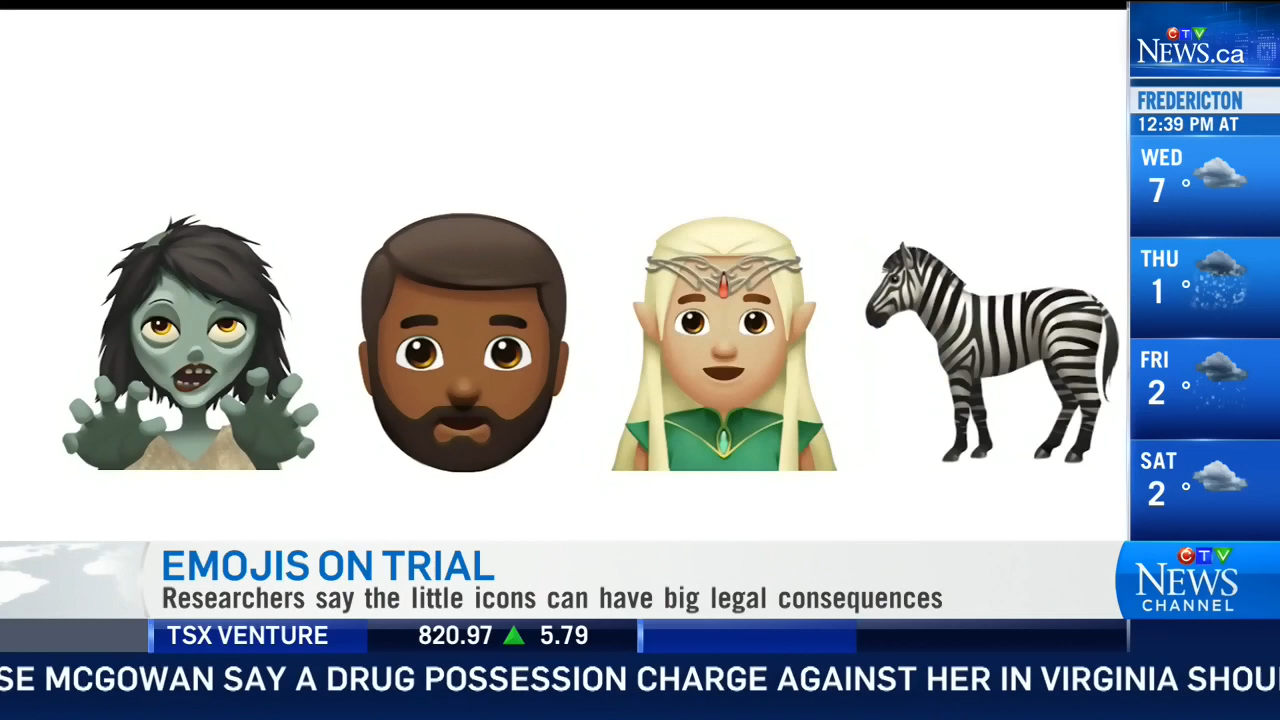 CTV
NEWS.ca
FREDERICTON
12:39 PM AT
WED
7°
THU
1°
FRI
2°
SAT
2°
EMOJIS ON TRIAL
Researchers say the little icons can have big legal consequences
CTV
NEWS
CHANNEL
TSX VENTURE 820.97 5.79
SE MCGOWAN SAY A DRUG POSSESSION CHARGE AGAINST HER IN VIRGINIA SHOU